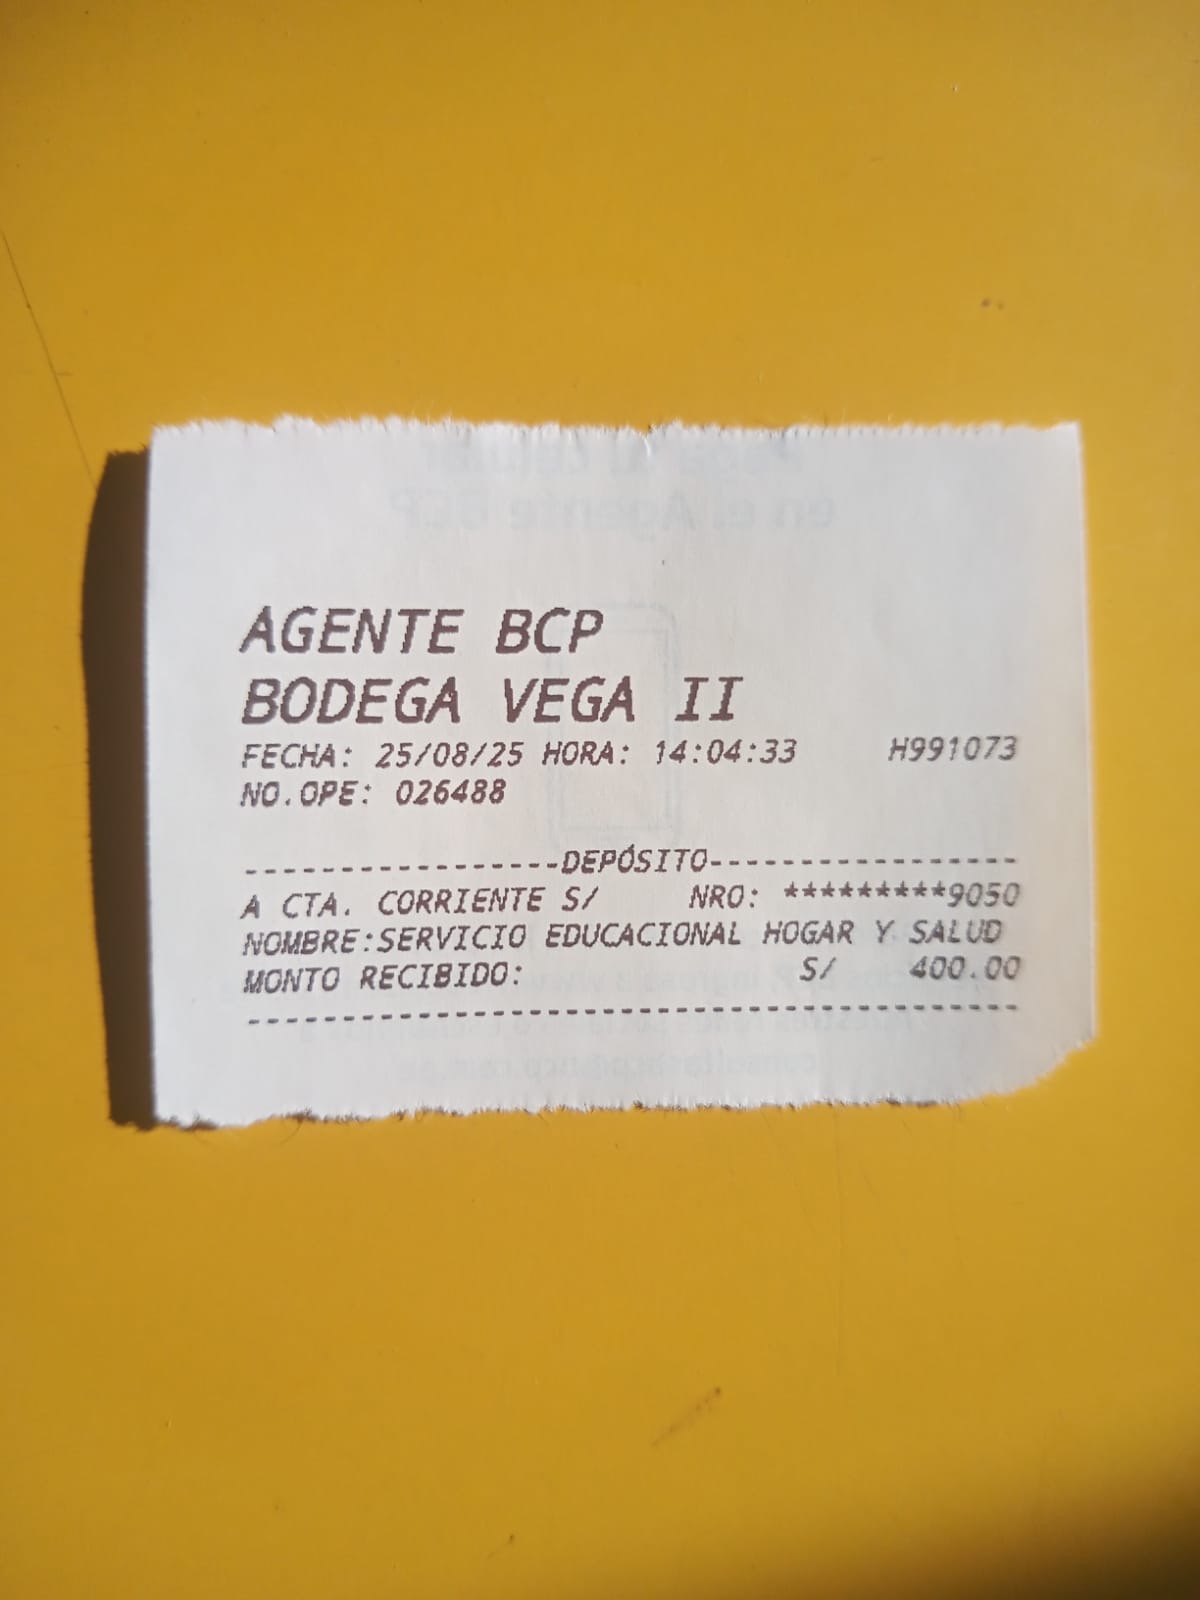 AGENTE BCP
BODEGA VEGA II
FECHA: 25/08/25 HORA: 14:04:33 H991073
NO.OPE: 026488
-----------------DEPÓSITO-----------------
A CTA. CORRIENTE S/ NRO: *********9050
NOMBRE:SERVICIO EDUCACIONAL HOGAR Y SALUD
MONTO RECIBIDO: S/ 400.00
------------------------------------------